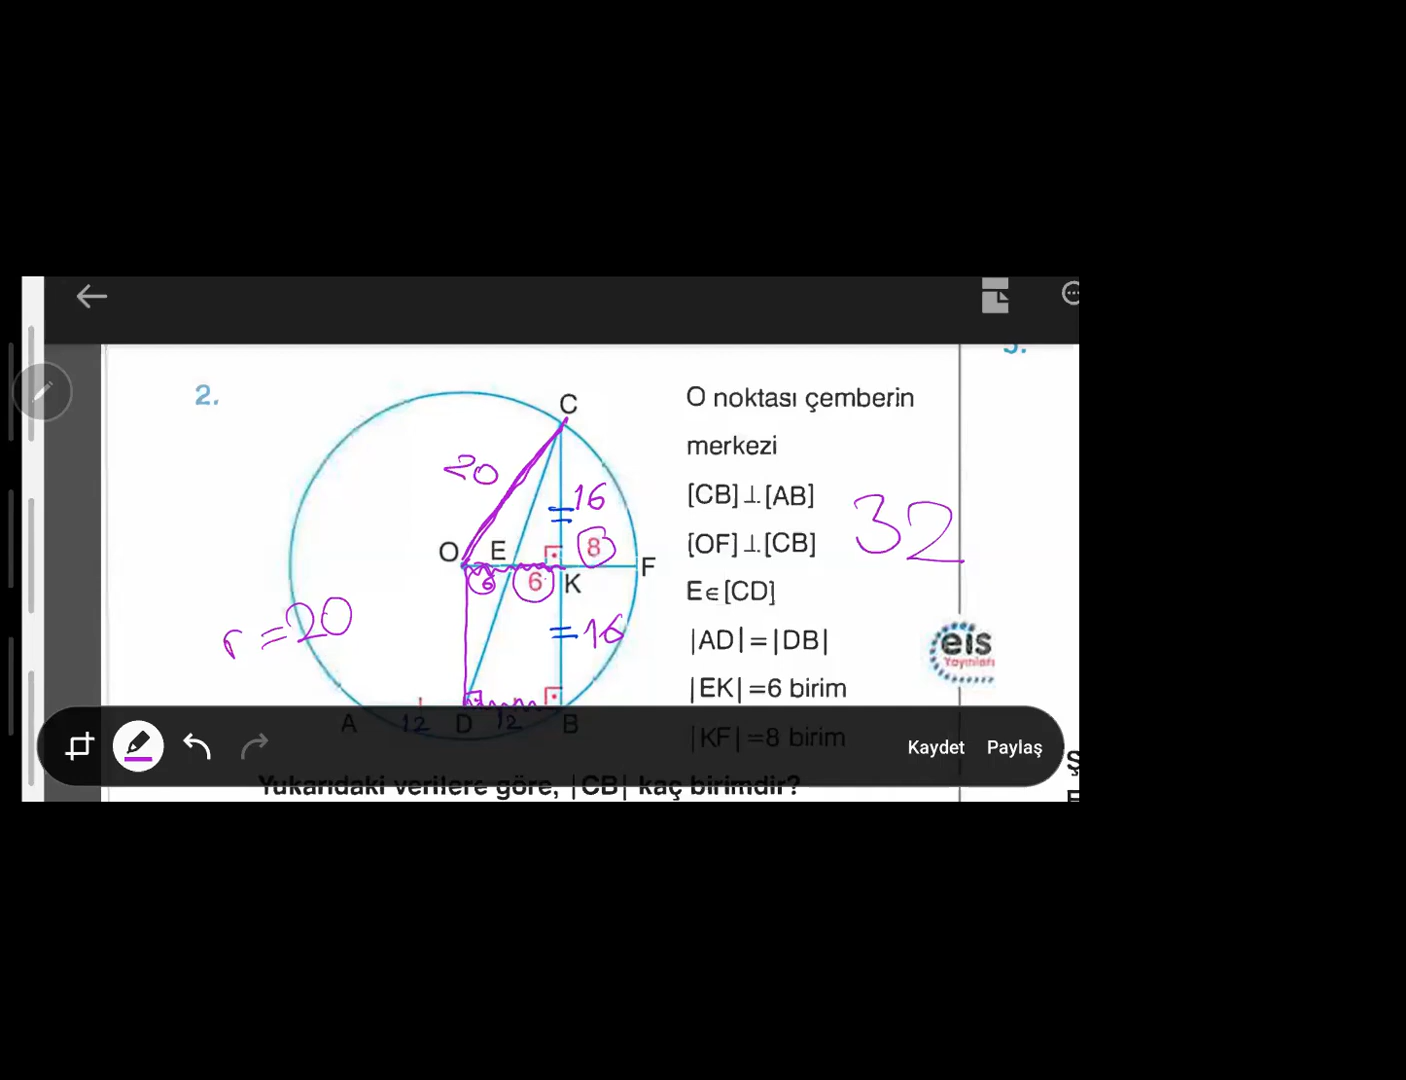 2.
C
20
16
O
E
8
F
6
6
K
r = 20
16
A
12
D
12
B
O noktası çemberin
merkezi
[CB]⊥[AB]
[OF]⊥[CB]
E∈[CD]
|AD|=|DB|
|EK|=6 birim
|KF|=8 birim
32
eis
Yayınları
Kaydet
Paylaş
Yukarıdaki verilere göre, |CB| kaç birimdir?